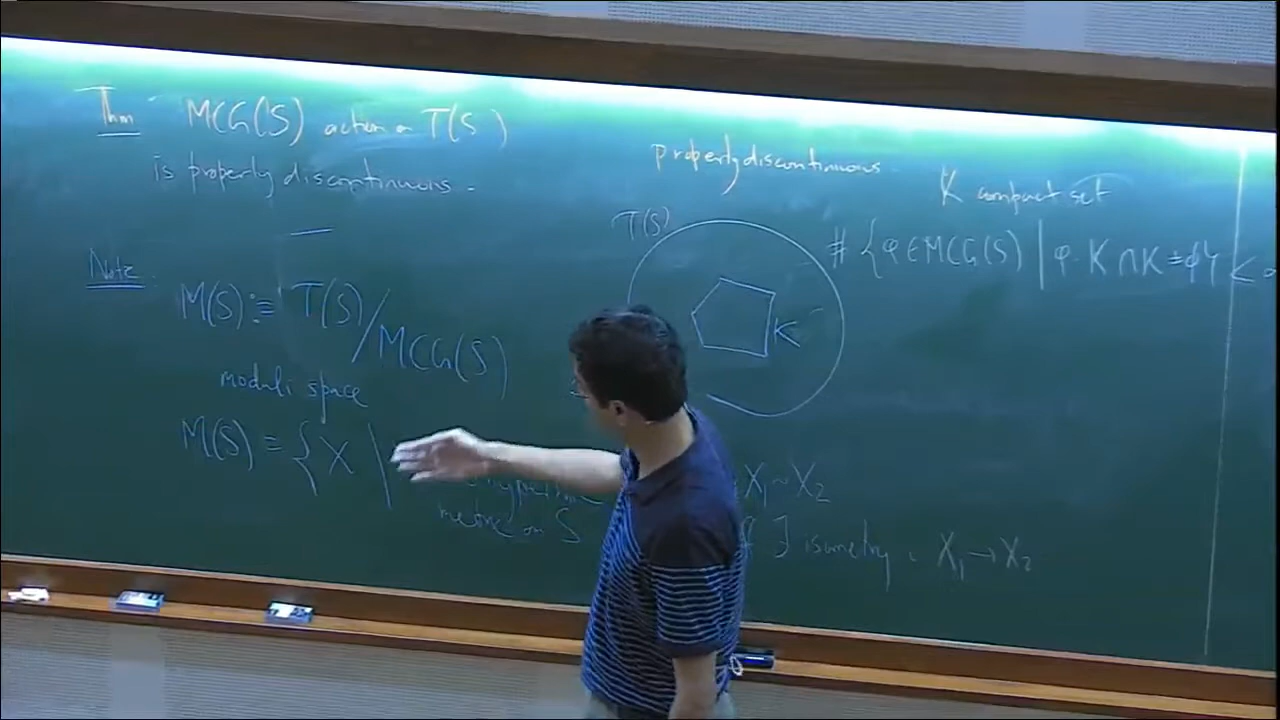 Thm MCG(S) action on T(S)
is properly discontinuous.
Note
M(S) := T(S)/MCG(S)
moduli space
M(S) = { X |
metric on S
X₁ ~ X₂
∃ isometry . X₁ → X₂
properly discontinuous
K compact set
T(S)
K
# {φ ∈ MCG(S) | φ·K ∩ K ≠ ϕ} <